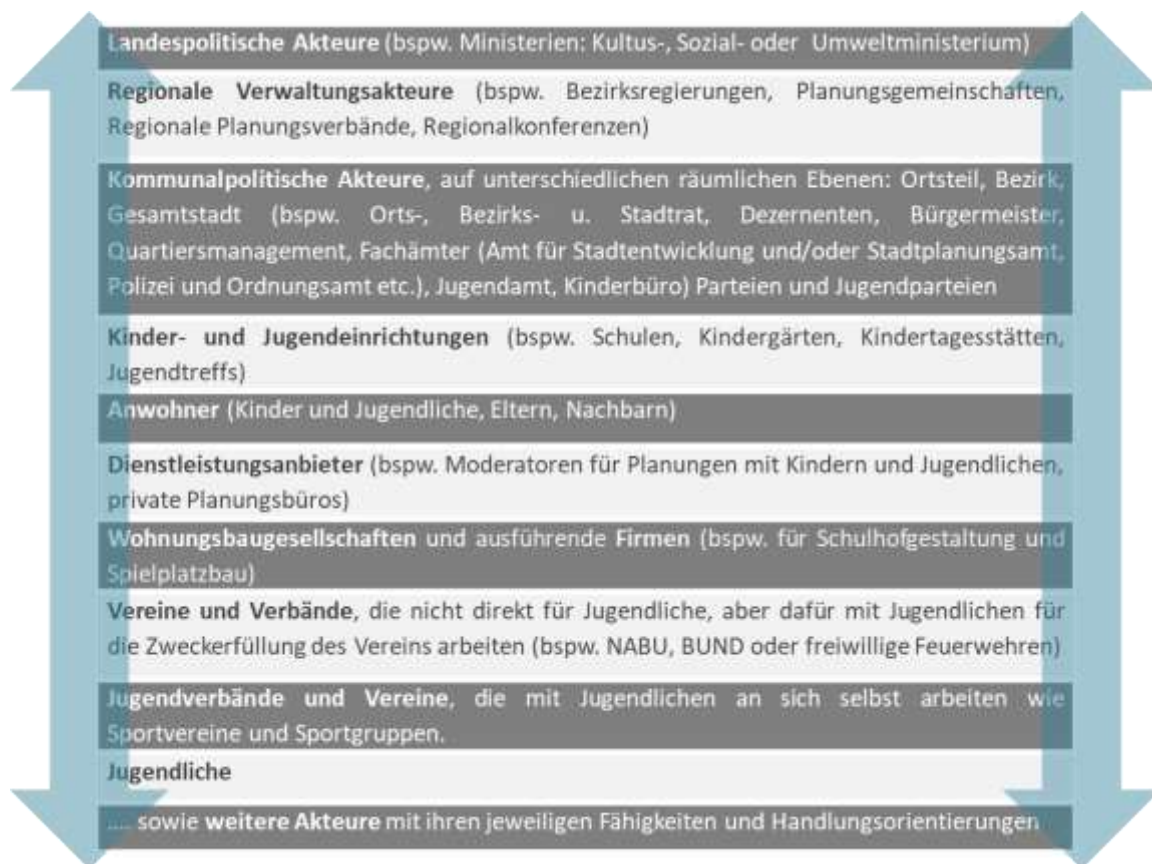 Landespolitische Akteure (bspw. Ministerien: Kultus-, Sozial- oder Umweltministerium)
Regionale Verwaltungsakteure (bspw. Bezirksregierungen, Planungsgemeinschaften,
Regionale Planungsverbände, Regionalkonferenzen)
Kommunalpolitische Akteure, auf unterschiedlichen räumlichen Ebenen: Ortsteil, Bezirk,
Gesamtstadt (bspw. Orts-, Bezirks- u. Stadtrat, Dezernenten, Bürgermeister,
Quartiersmanagement, Fachämter (Amt für Stadtentwicklung und/oder Stadtplanungsamt,
Polizei und Ordnungsamt etc.), Jugendamt, Kinderbüro) Parteien und Jugendparteien
Kinder- und Jugendeinrichtungen (bspw. Schulen, Kindergärten, Kindertagesstätten,
Jugendtreffs)
Anwohner (Kinder und Jugendliche, Eltern, Nachbarn)
Dienstleistungsanbieter (bspw. Moderatoren für Planungen mit Kindern und Jugendlichen,
private Planungsbüros)
Wohnungsbaugesellschaften und ausführende Firmen (bspw. für Schulhofgestaltung und
Spielplatzbau)
Vereine und Verbände, die nicht direkt für Jugendliche, aber dafür mit Jugendlichen für
die Zweckerfüllung des Vereins arbeiten (bspw. NABU, BUND oder freiwillige Feuerwehren)
Jugendverbände und Vereine, die mit Jugendlichen an sich selbst arbeiten wie
Sportvereine und Sportgruppen.
Jugendliche
.... sowie weitere Akteure mit ihren jeweiligen Fähigkeiten und Handlungsorientierungen